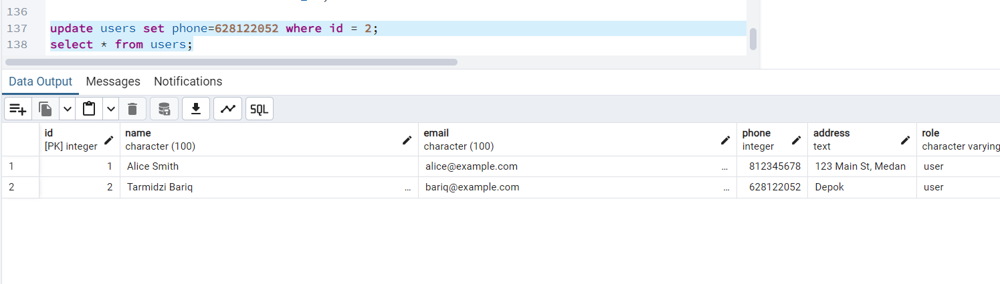 136
137 update users set phone=628122052 where id = 2;
138 select * from users;
Data Output Messages Notifications
SQL
id name email phone address role
[PK] integer character (100) character (100) integer text character varying
1 1 Alice Smith alice@example.com ... 812345678 123 Main St, Medan user
2 2 Tarmidzi Bariq ... bariq@example.com ... 628122052 Depok user